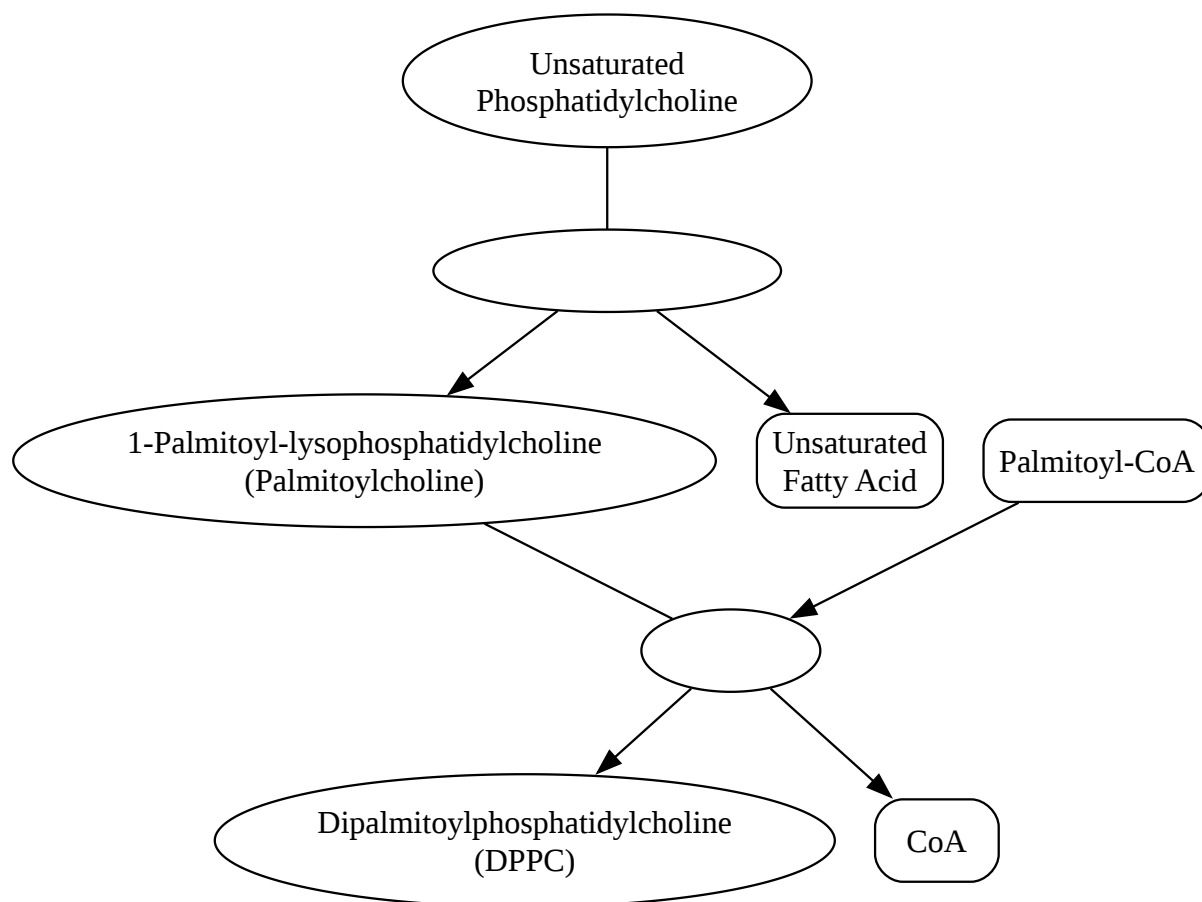 Unsaturated
Phosphatidylcholine
1-Palmitoyl-lysophosphatidylcholine
(Palmitoylcholine)
Unsaturated
Fatty Acid
Palmitoyl-CoA
Dipalmitoylphosphatidylcholine
(DPPC)
CoA